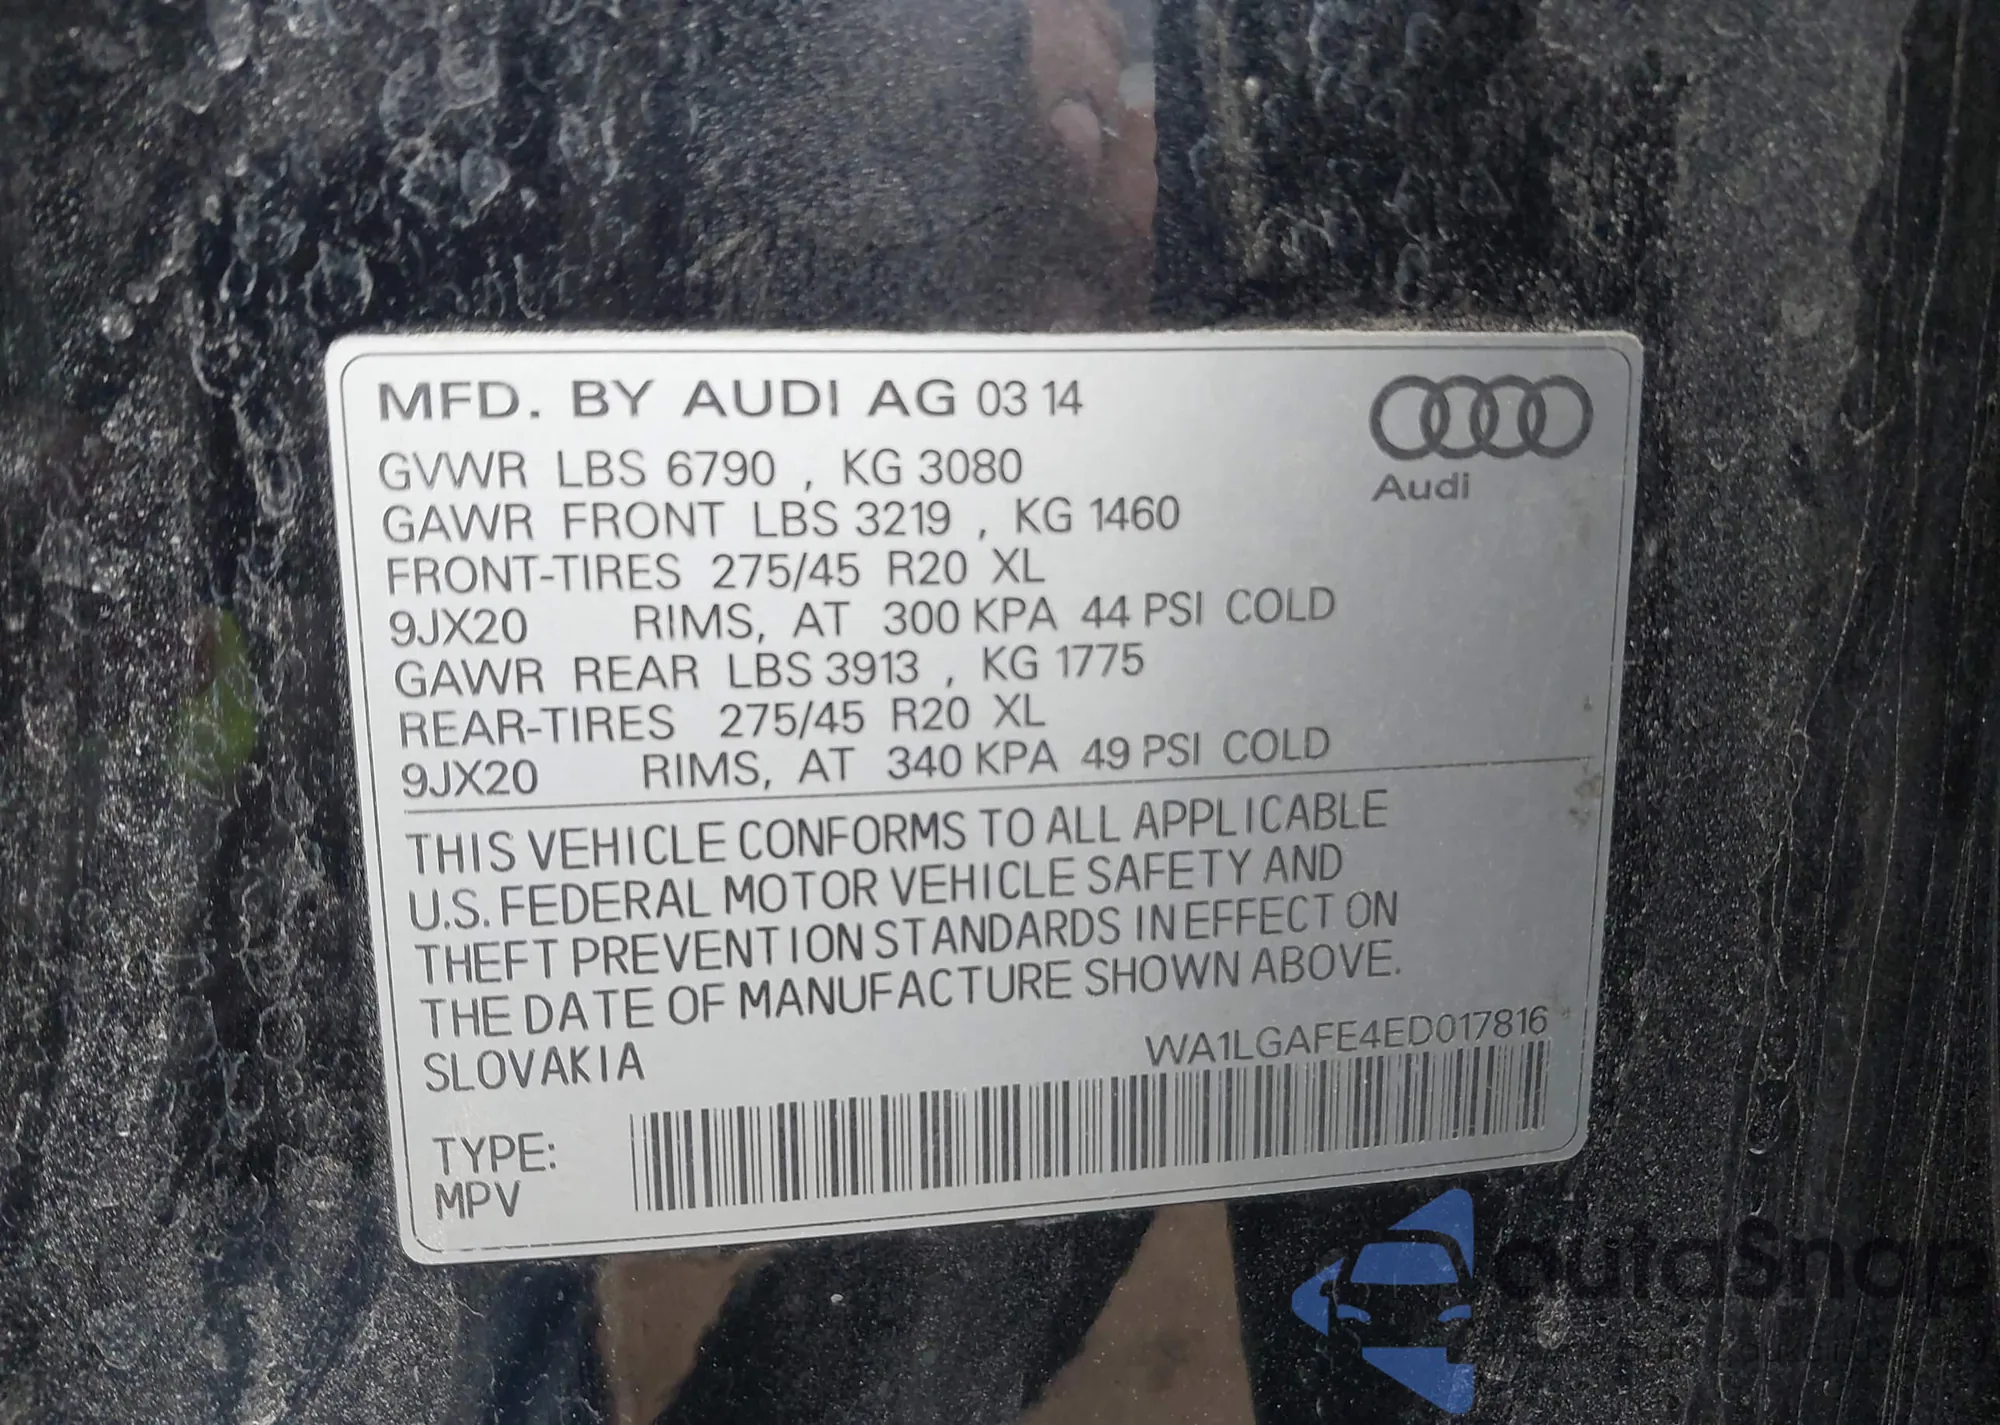 MFD. BY AUDI AG 03 14
Audi
GVWR LBS 6790 , KG 3080
GAWR FRONT LBS 3219 , KG 1460
FRONT-TIRES 275/45 R20 XL
9JX20 RIMS, AT 300 KPA 44 PSI COLD
GAWR REAR LBS 3913 , KG 1775
REAR-TIRES 275/45 R20 XL
9JX20 RIMS, AT 340 KPA 49 PSI COLD
THIS VEHICLE CONFORMS TO ALL APPLICABLE
U.S. FEDERAL MOTOR VEHICLE SAFETY AND
THEFT PREVENTION STANDARDS IN EFFECT ON
THE DATE OF MANUFACTURE SHOWN ABOVE.
SLOVAKIA
WA1LGAFE4ED017816
TYPE:
MPV
autoSnap